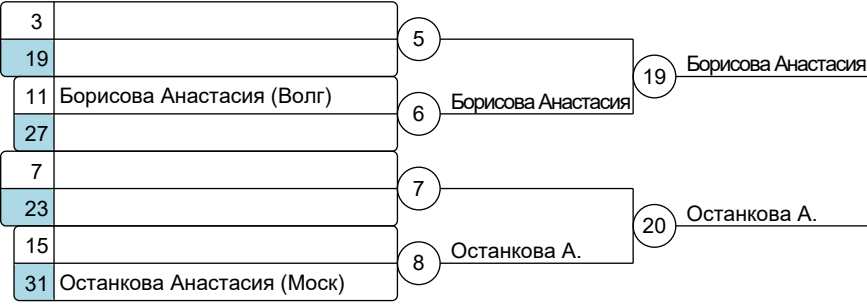 3
5
19
19 Борисова Анастасия
11 Борисова Анастасия (Волг)
6 Борисова Анастасия
27
7
7
23
20 Останкова А.
15
8 Останкова А.
31 Останкова Анастасия (Моск)